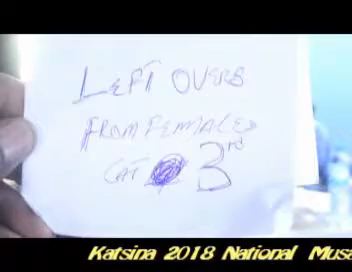 LEFT OVERS
FROM FEMALES
CAT 3rd
Katsina 2018 National Musa